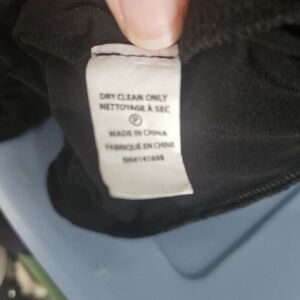 DRY CLEAN ONLY
NETTOYAGE À SEC
P
MADE IN CHINA
FABRIQUÉ EN CHINE